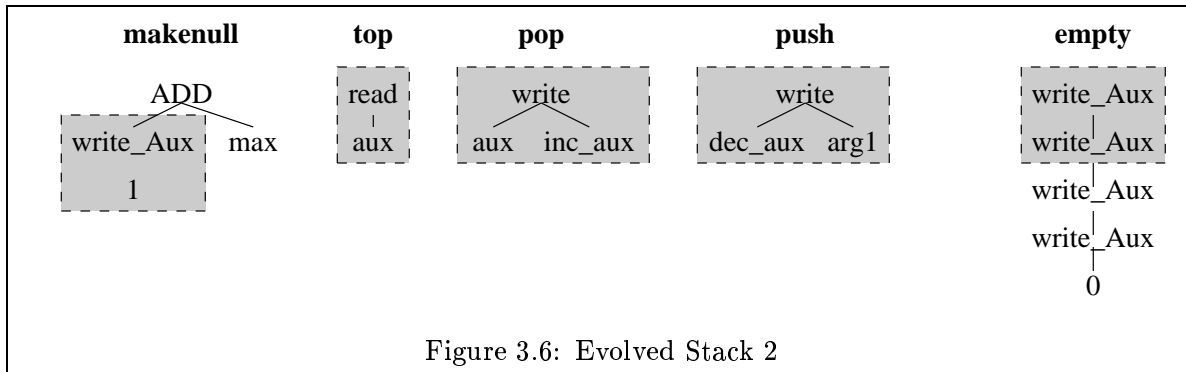 makenull top pop push empty
ADD read write write write_Aux
write_Aux max aux aux inc_aux dec_aux arg1 write_Aux
1 write_Aux
write_Aux
0
Figure 3.6: Evolved Stack 2